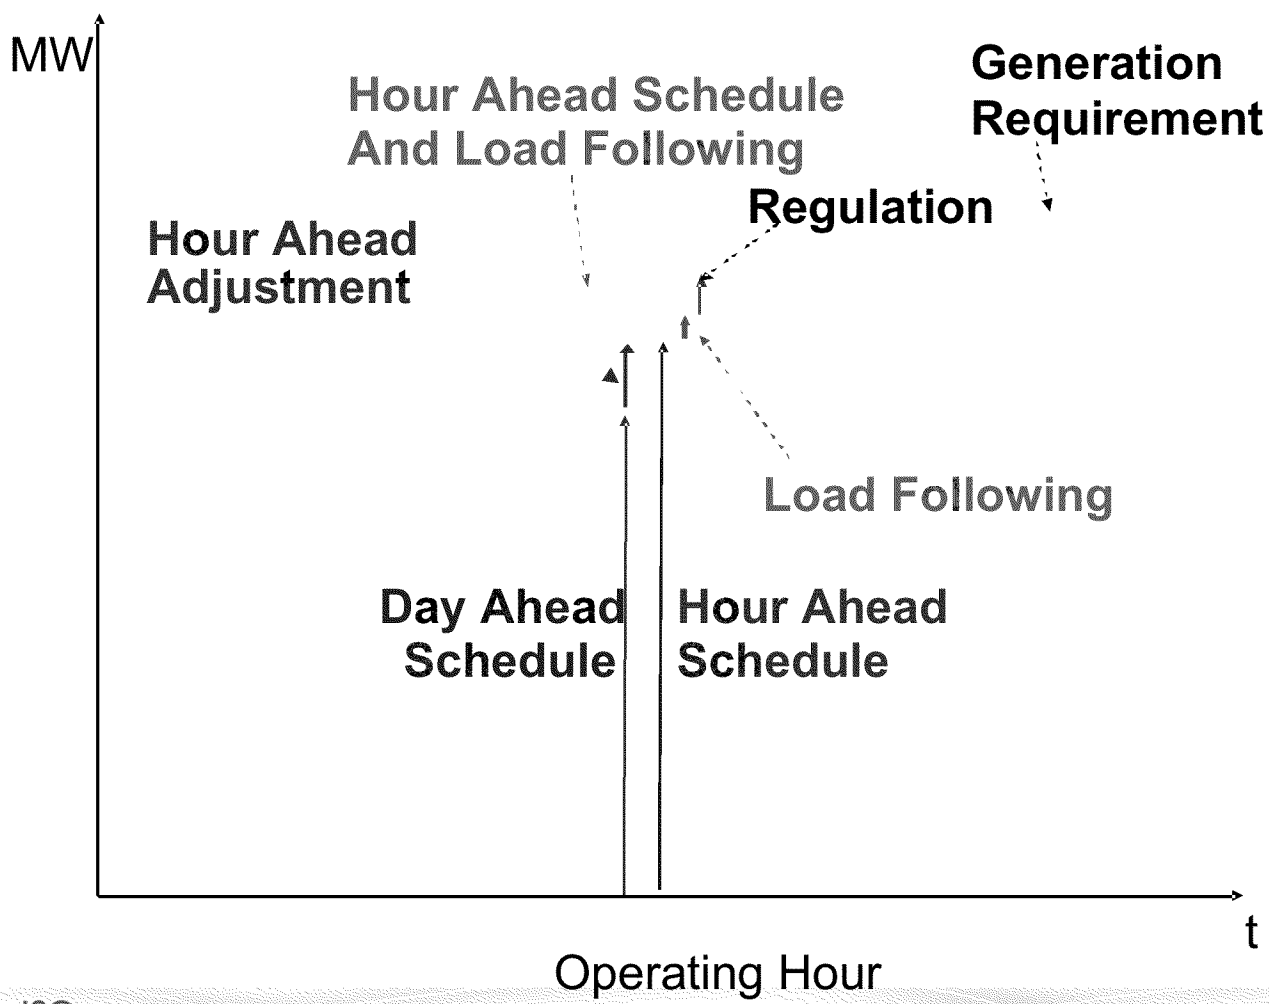 MW
Hour Ahead Schedule
And Load Following
Generation
Requirement
Regulation
Hour Ahead
Adjustment
Load Following
Day Ahead
Schedule
Hour Ahead
Schedule
t
Operating Hour